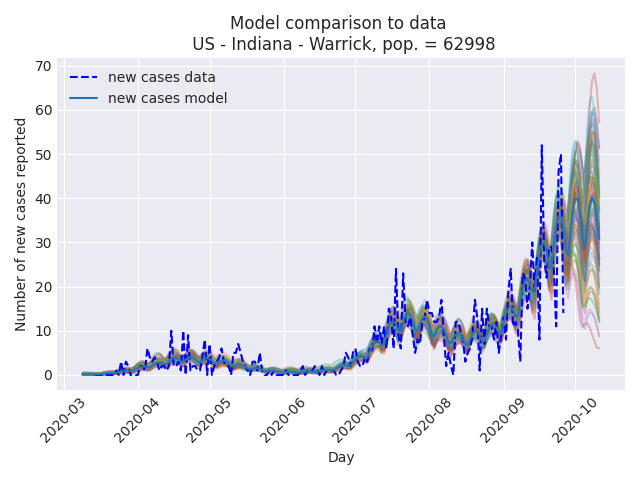 Model comparison to data
US - Indiana - Warrick, pop. = 62998
new cases data
new cases model
Number of new cases reported
70
60
50
40
30
20
10
0
2020-03
2020-04
2020-05
2020-06
2020-07
2020-08
2020-09
2020-10
Day